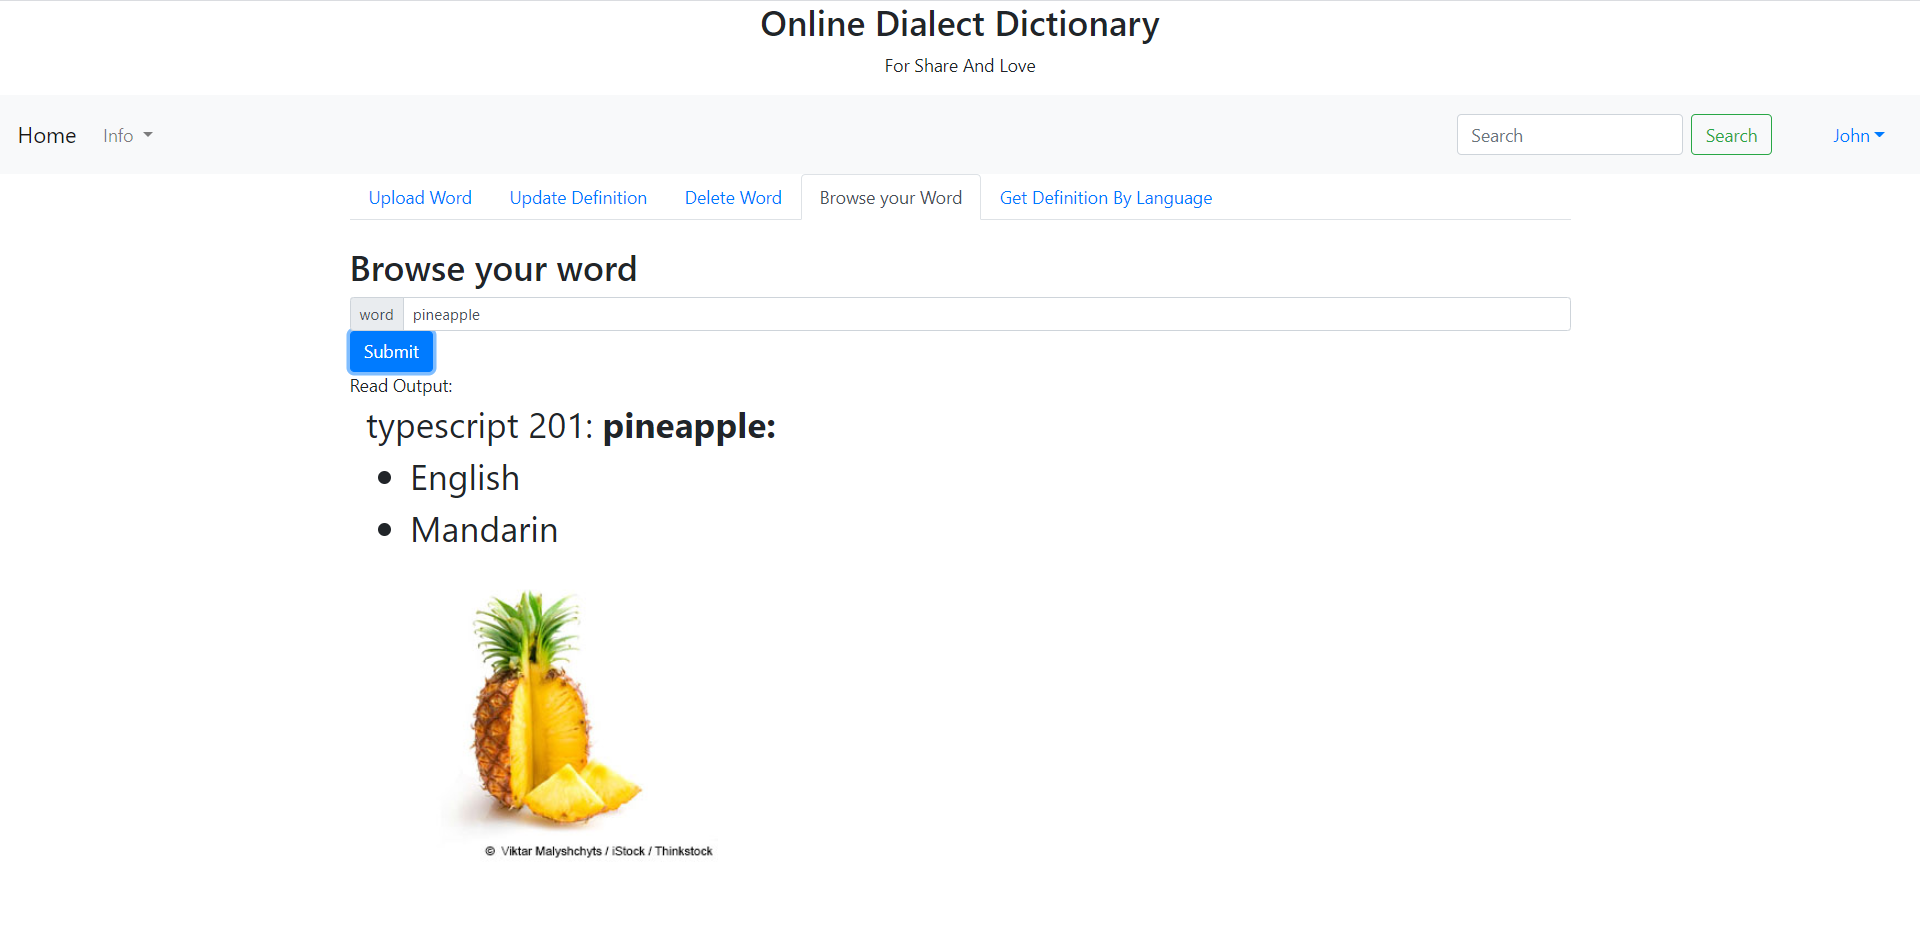 Online Dialect Dictionary
For Share And Love
Home Info Search Search John
Upload Word Update Definition Delete Word Browse your Word Get Definition By Language
Browse your word
word pineapple
Submit
Read Output:
typescript 201: pineapple:
English
Mandarin
© Viktar Malyshchyts / iStock / Thinkstock